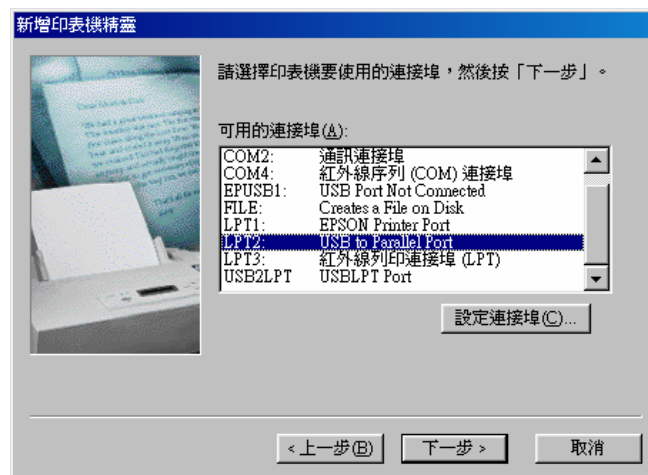 新增印表機精靈
請選擇印表機要使用的連接埠，然後按「下一步」。
可用的連接埠(A):
COM2: 通訊連接埠
COM4: 紅外線序列 (COM) 連接埠
EPUSB1: USB Port Not Connected
FILE: Creates a File on Disk
LPT1: EPSON Printer Port
LPT2: USB to Parallel Port
LPT3: 紅外線列印連接埠 (LPT)
USB2LPT USBLPT Port
設定連接埠(C)...
<上一步(B) 下一步> 取消